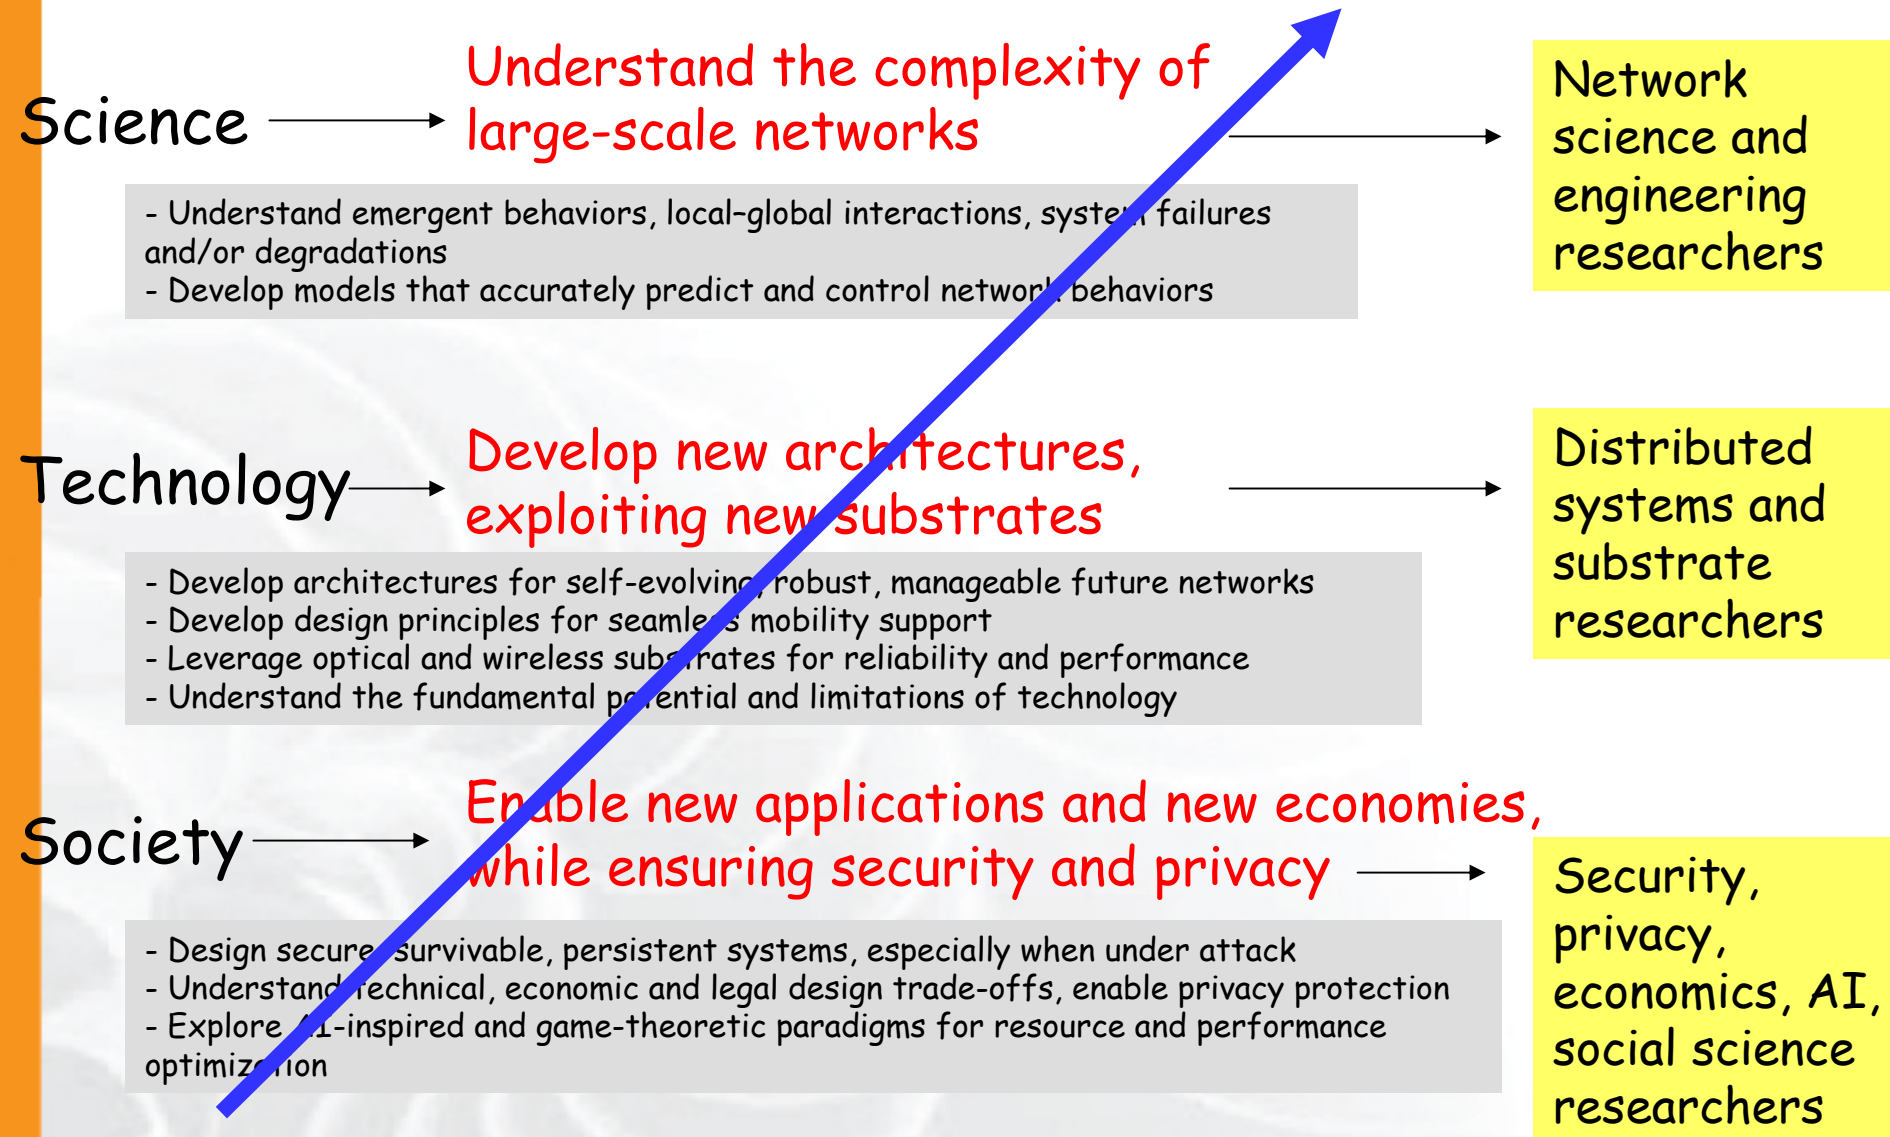 Science
Understand the complexity of
large-scale networks
Network
science and
engineering
researchers
- Understand emergent behaviors, local-global interactions, system failures
and/or degradations
- Develop models that accurately predict and control network behaviors
Technology
Develop new architectures,
exploiting new substrates
Distributed
systems and
substrate
researchers
- Develop architectures for self-evolving, robust, manageable future networks
- Develop design principles for seamless mobility support
- Leverage optical and wireless substrates for reliability and performance
- Understand the fundamental potential and limitations of technology
Society
Enable new applications and new economies,
while ensuring security and privacy
Security,
privacy,
economics, AI,
social science
researchers
- Design secure, survivable, persistent systems, especially when under attack
- Understand technical, economic and legal design trade-offs, enable privacy protection
- Explore AI-inspired and game-theoretic paradigms for resource and performance
optimization